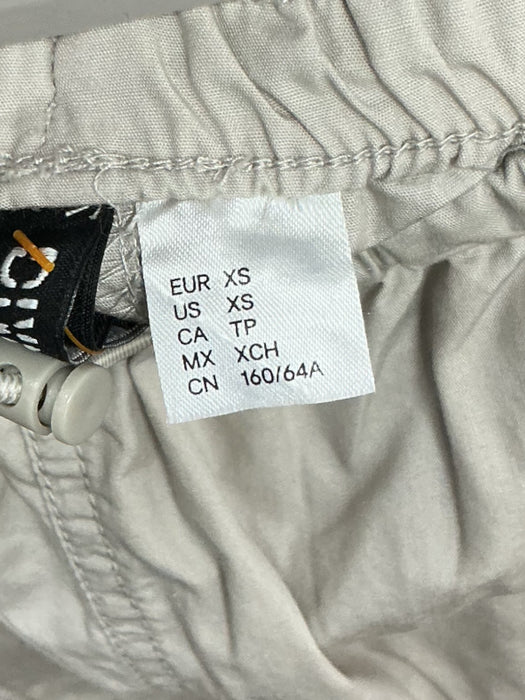 EUR XS
US XS
CA TP
MX XCH
CN 160/64A